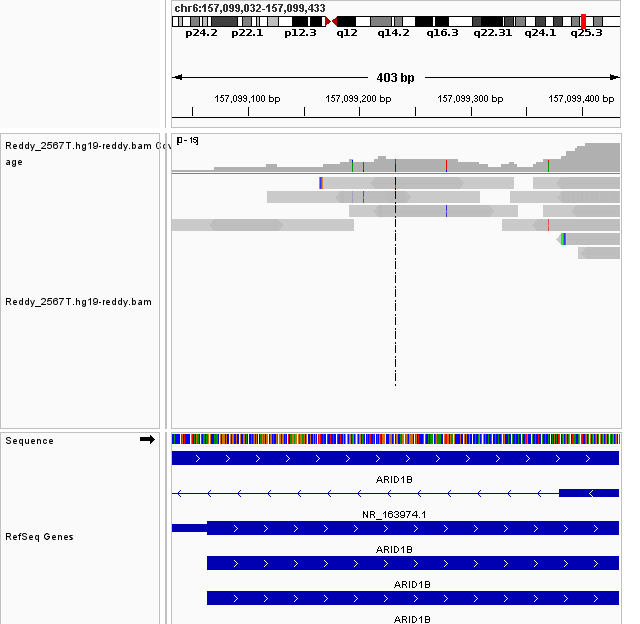 chr6:157,099,032-157,099,433
p24.2 p22.1 p12.3 q12 q14.2 q16.3 q22.31 q24.1 q25.3
403 bp
157,099,100 bp 157,099,200 bp 157,099,300 bp 157,099,400 bp
Reddy_2567T.hg19-reddy.bam Cov
age
[0 - 19]
Reddy_2567T.hg19-reddy.bam
Sequence
ARID1B
NR_163974.1
RefSeq Genes
ARID1B
ARID1B
ARID1B